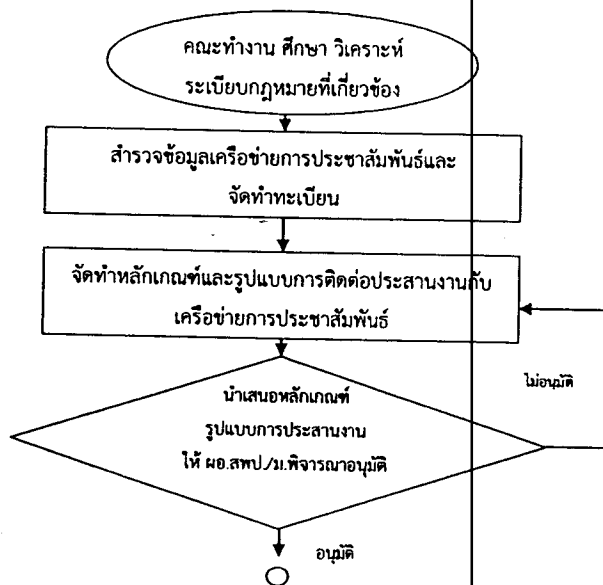 คณะทำงาน ศึกษา วิเคราะห์
ระเบียบกฎหมายที่เกี่ยวข้อง
สำรวจข้อมูลเครือข่ายการประชาสัมพันธ์และ
จัดทำทะเบียน
จัดทำหลักเกณฑ์และรูปแบบการติดต่อประสานงานกับ
เครือข่ายการประชาสัมพันธ์
ไม่อนุมัติ
นำเสนอหลักเกณฑ์
รูปแบบการประสานงาน
ให้ ผอ.สพป./ม.พิจารณาอนุมัติ
อนุมัติ